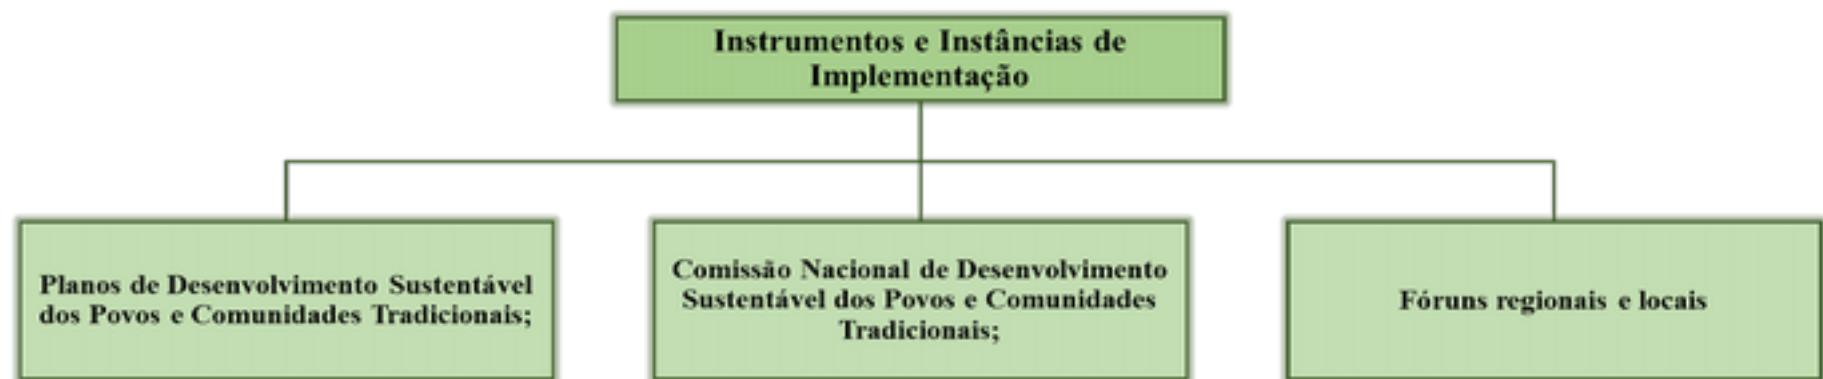 Instrumentos e Instâncias de
Implementação
Planos de Desenvolvimento Sustentável
dos Povos e Comunidades Tradicionais;
Comissão Nacional de Desenvolvimento
Sustentável dos Povos e Comunidades
Tradicionais;
Fóruns regionais e locais